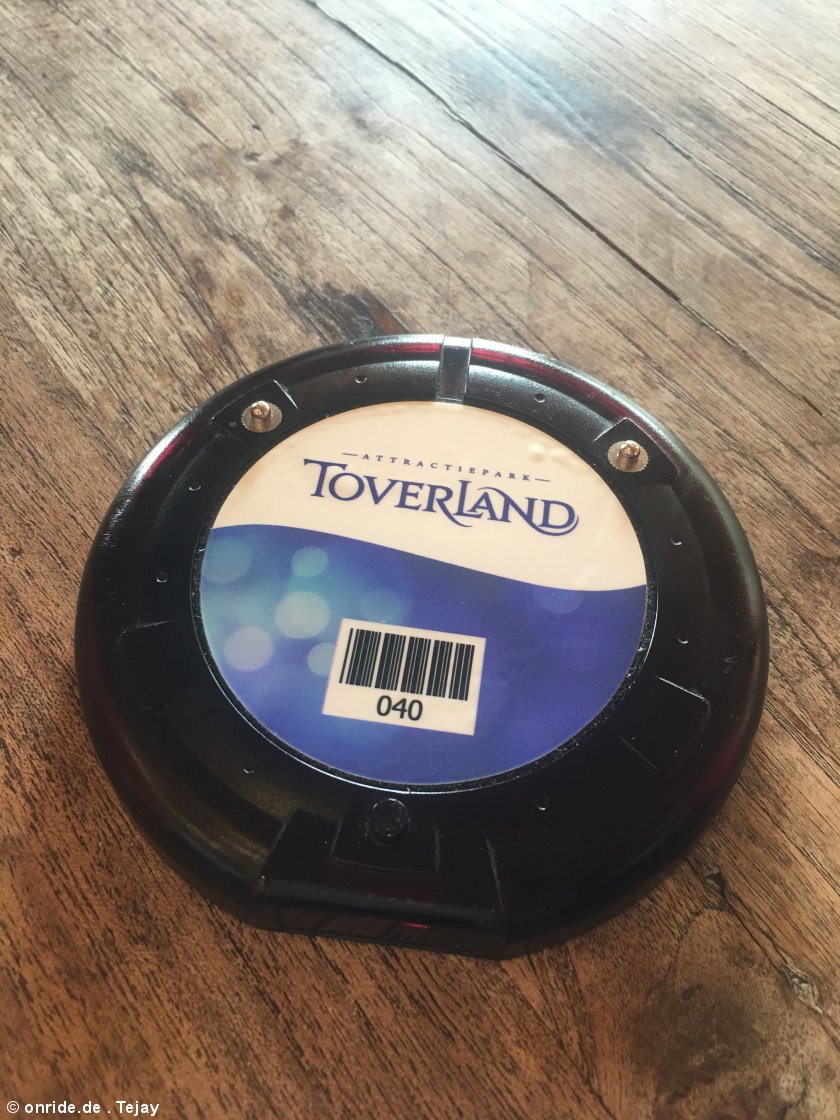 ATTRACTIEPARK
TOVERLAND
040
© onride.de . Tejay